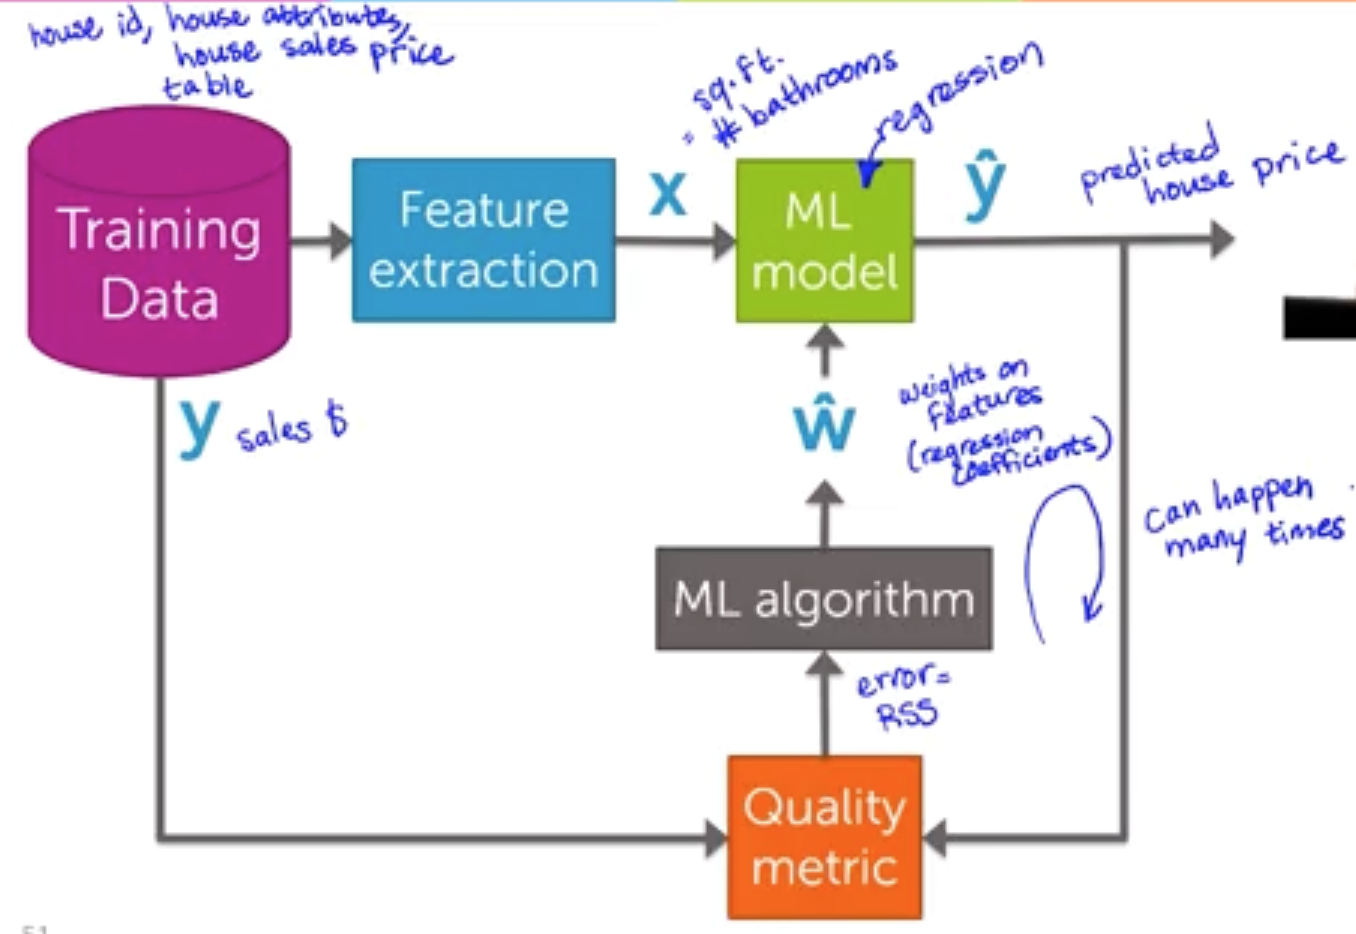 house id, house attributes,
house sales price
table
Training
Data
Feature
extraction
x
= sq.ft.
# bathrooms
regression
ML
model
ŷ
predicted
house price
y
sales $
ŵ
weights on
features
(regression
coefficients)
can happen
many times
ML algorithm
error=
RSS
Quality
metric